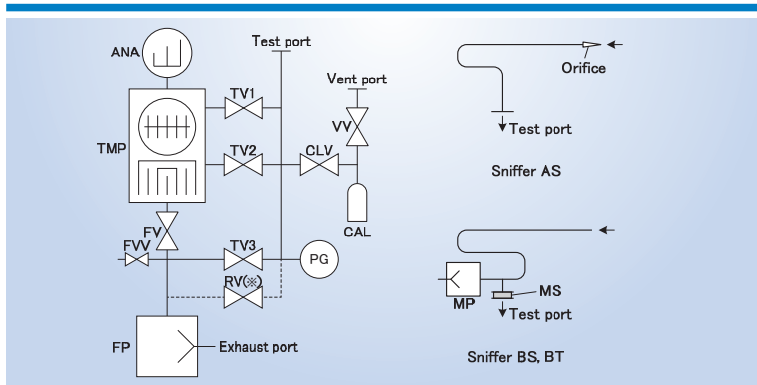 ANA
Test port
TV1
Vent port
Orifice
VV
TMP
TV2
CLV
Test port
Sniffer AS
CAL
FV
FVV
TV3
PG
RV(※)
MP
MS
Test port
FP
Exhaust port
Sniffer BS, BT